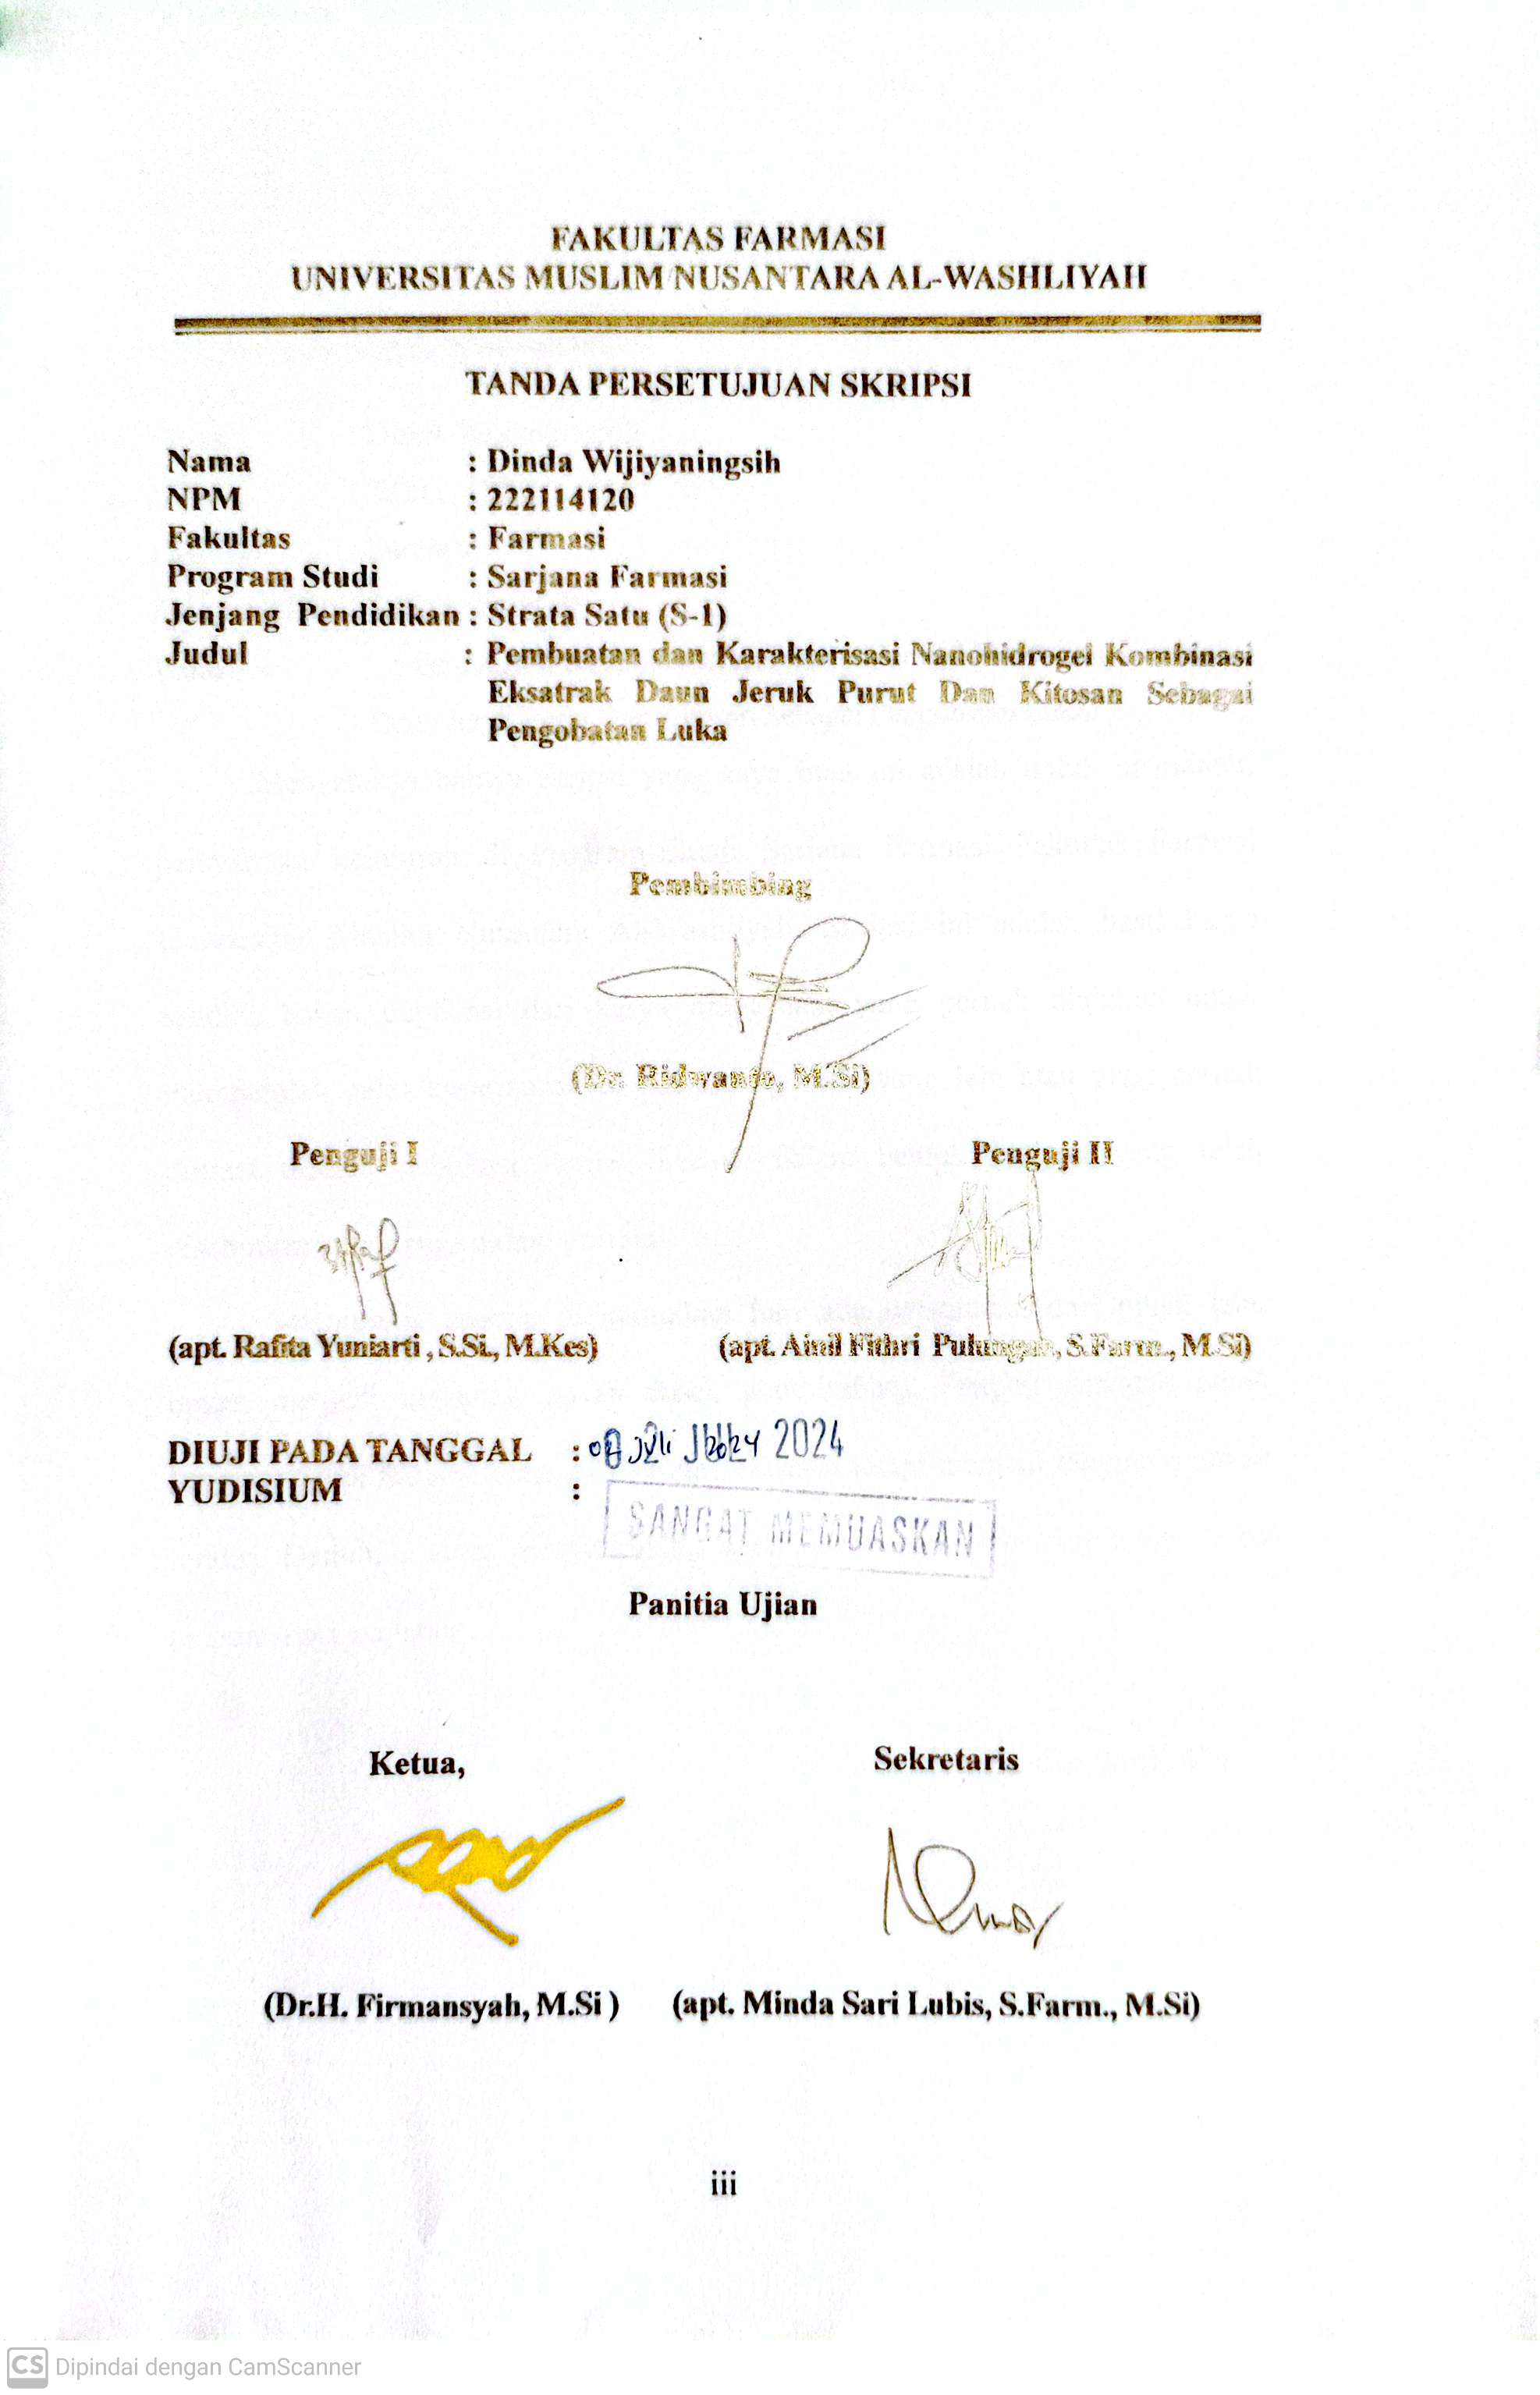 FAKULTAS FARMASI
UNIVERSITAS MUSLIM NUSANTARA AL-WASHLIYAH
TANDA PERSETUJUAN SKRIPSI
Nama : Dinda Wijiyaningsih
NPM : 222114120
Fakultas : Farmasi
Program Studi : Sarjana Farmasi
Jenjang Pendidikan : Strata Satu (S-1)
Judul : Pembuatan dan Karakterisasi Nanohidrogel Kombinasi
Eksatrak Daun Jeruk Purut Dan Kitosan Sebagai
Pengobatan Luka
Pembimbing
(Dr. Ridwanto, M.Si)
Penguji I Penguji II
(apt. Rafita Yuniarti , S.Si., M.Kes) (apt. Ainil Fithri Pulungan, S.Farm., M.Si)
DIUJI PADA TANGGAL : Juli 2024
YUDISIUM :
SANGAT MEMUASKAN
Panitia Ujian
Ketua, Sekretaris
(Dr.H. Firmansyah, M.Si ) (apt. Minda Sari Lubis, S.Farm., M.Si)
iii
CS Dipindai dengan CamScanner